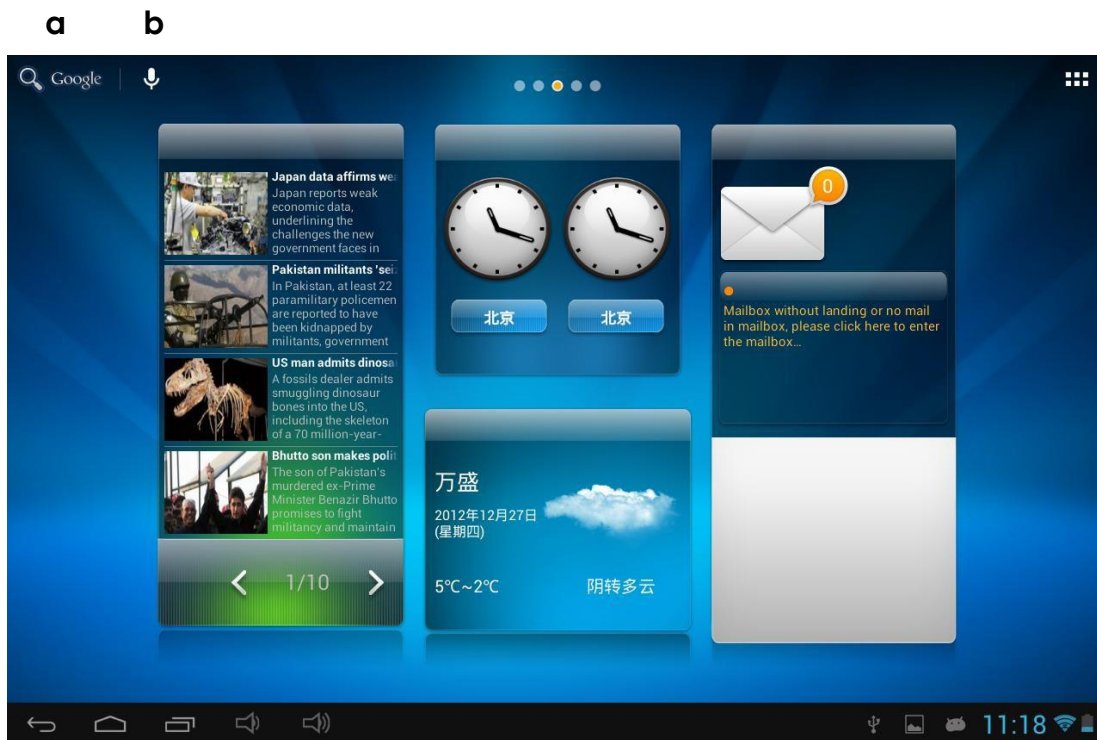 a b
Google
Japan data affirms wea
Japan reports weak
economic data,
underlining the
challenges the new
government faces in
Pakistan militants 'seiz
In Pakistan, at least 22
paramilitary policemen
are reported to have
been kidnapped by
militants, government
US man admits dinosa
A fossils dealer admits
smuggling dinosaur
bones into the US,
including the skeleton
of a 70 million-year-
Bhutto son makes polit
The son of Pakistan's
murdered ex-Prime
Minister Benazir Bhutto
promises to fight
militancy and maintain
1/10
北京 北京
万盛
2012年12月27日
(星期四)
5℃~2℃ 阴转多云
0
Mailbox without landing or no mail
in mailbox, please click here to enter
the mailbox...
11:18